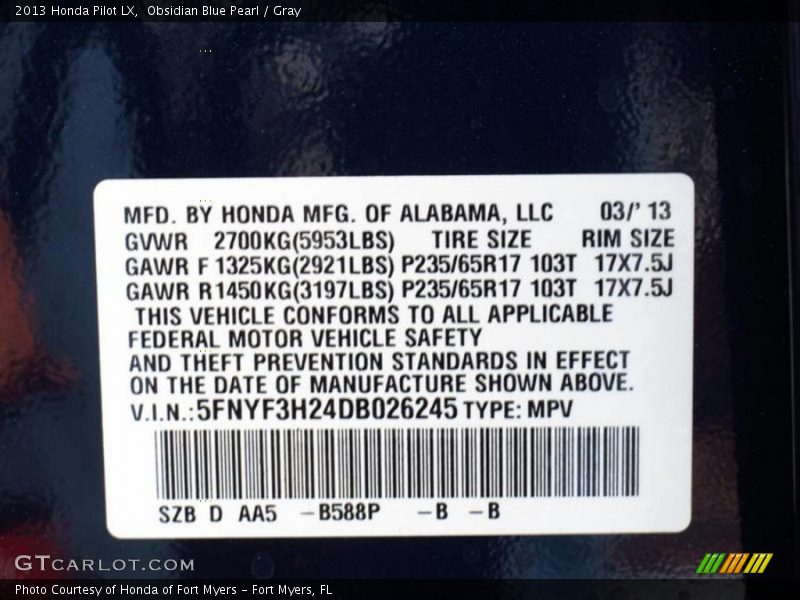 2013 Honda Pilot LX, Obsidian Blue Pearl / Gray
MFD. BY HONDA MFG. OF ALABAMA, LLC 03/' 13
GVWR 2700KG(5953LBS) TIRE SIZE RIM SIZE
GAWR F 1325KG(2921LBS) P235/65R17 103T 17X7.5J
GAWR R1450KG(3197LBS) P235/65R17 103T 17X7.5J
THIS VEHICLE CONFORMS TO ALL APPLICABLE
FEDERAL MOTOR VEHICLE SAFETY
AND THEFT PREVENTION STANDARDS IN EFFECT
ON THE DATE OF MANUFACTURE SHOWN ABOVE.
V.I.N.:5FNYF3H24DB026245 TYPE: MPV
SZB D AA5 -B588P -B -B
GTCARLOT.COM
Photo Courtesy of Honda of Fort Myers - Fort Myers, FL